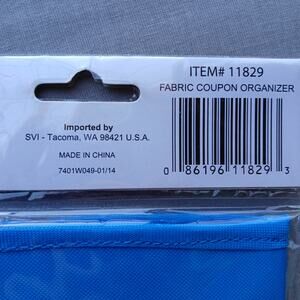 ITEM# 11829
FABRIC COUPON ORGANIZER
Imported by
SVI - Tacoma, WA 98421 U.S.A.
MADE IN CHINA
7401W049-01/14
0 86196 11829 3